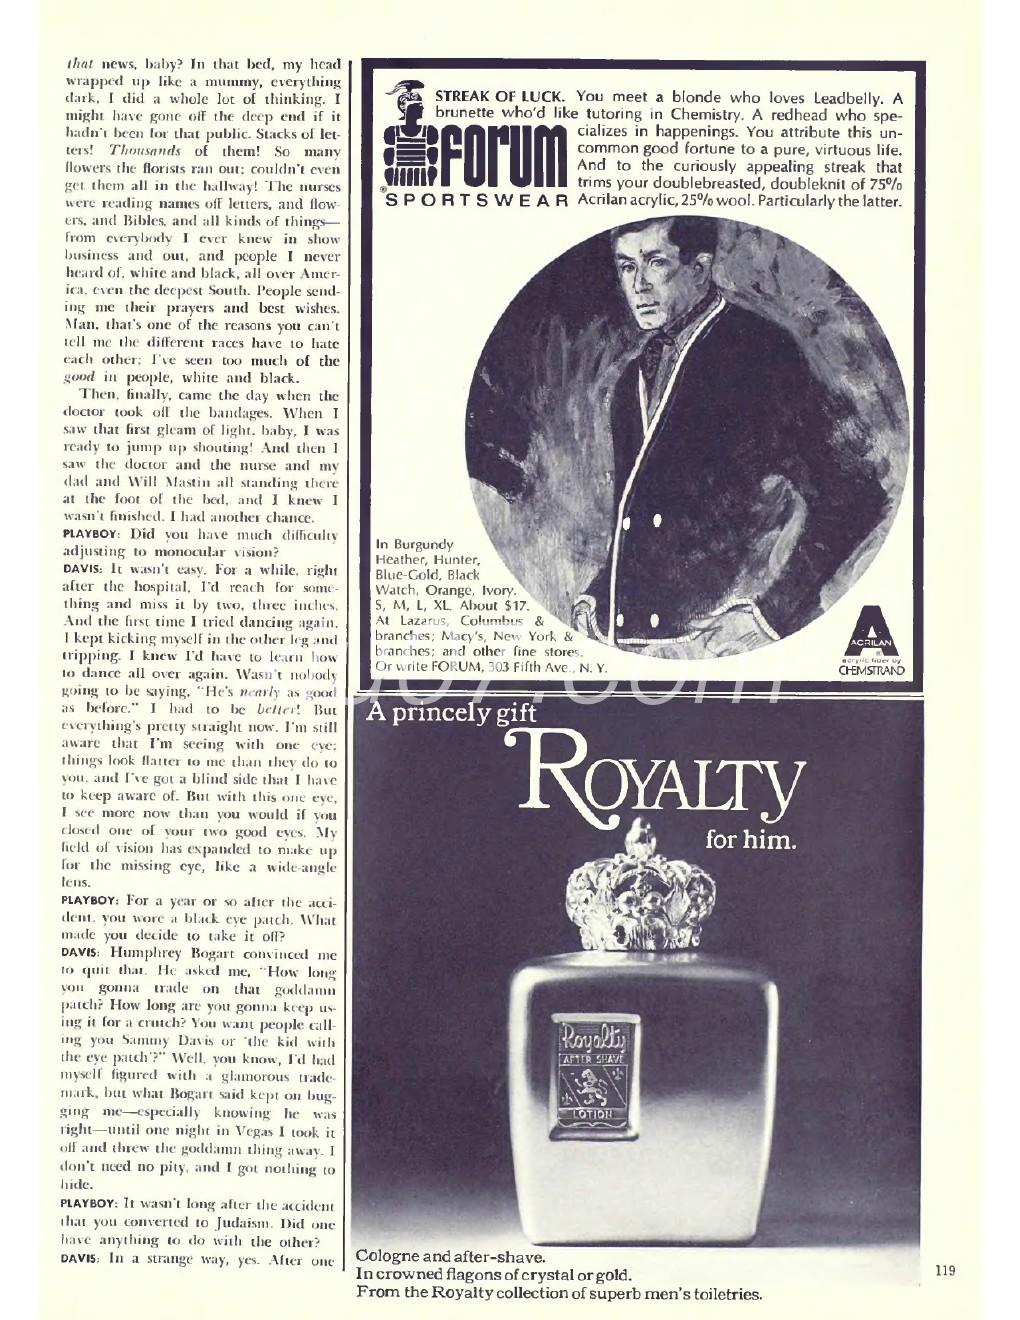 that news, baby? In that bed, my head
wrapped up like a mummy, everything
dark, I did a whole lot of thinking. I
might have gone off the deep end if it
hadn't been for that public. Stacks of let-
ters! Thousands of them! So many
flowers the florists ran out; couldn't even
get them all in the hallway! The nurses
were reading names off letters, and flow-
ers, and Bibles, and all kinds of things—
from everybody I ever knew in show
business and out, and people I never
heard of, white and black, all over Amer-
ica, even the deepest South. People send-
ing me their prayers and best wishes.
Man, that's one of the reasons you can't
tell me the different races have to hate
each other; I've seen too much of the
good in people, white and black.
Then, finally, came the day when the
doctor took off the bandages. When I
saw that first gleam of light, baby, I was
ready to jump up shouting! And then I
saw the doctor and the nurse and my
dad and Will Mastin all standing there
at the foot of the bed, and I knew I
wasn't finished. I had another chance.
PLAYBOY: Did you have much difficulty
adjusting to monocular vision?
DAVIS: It wasn't easy. For a while, right
after the hospital, I'd reach for some-
thing and miss it by two, three inches.
And the first time I tried dancing again,
I kept kicking myself in the other leg and
tripping. I knew I'd have to learn how
to dance all over again. Wasn't nobody
going to be saying, "He's nearly as good
as before." I had to be better! But
everything's pretty straight now. I'm still
aware that I'm seeing with one eye;
things look flatter to me than they do to
you, and I've got a blind side that I have
to keep aware of. But with this one eye,
I see more now than you would if you
closed one of your two good eyes. My
field of vision has expanded to make up
for the missing eye, like a wide-angle
lens.
PLAYBOY: For a year or so after the acci-
dent, you wore a black eye patch. What
made you decide to take it off?
DAVIS: Humphrey Bogart convinced me
to quit that. He asked me, "How long
you gonna trade on that goddamn
patch? How long are you gonna keep us-
ing it for a crutch? You want people call-
ing you Sammy Davis or 'the kid with
the eye patch'?" Well, you know, I'd had
myself figured with a glamorous trade-
mark, but what Bogart said kept on bug-
ging me—especially knowing he was
right—until one night in Vegas I took it
off and threw the goddamn thing away. I
don't need no pity, and I got nothing to
hide.
PLAYBOY: It wasn't long after the accident
that you converted to Judaism. Did one
have anything to do with the other?
DAVIS: In a strange way, yes. After one
STREAK OF LUCK. You meet a blonde who loves Leadbelly. A
brunette who'd like tutoring in Chemistry. A redhead who spe-
cializes in happenings. You attribute this un-
common good fortune to a pure, virtuous life.
And to the curiously appealing streak that
trims your doublebreasted, doubleknit of 75%
Acrilan acrylic, 25% wool. Particularly the latter.
FORUM
® SPORTSWEAR
In Burgundy
Heather, Hunter,
Blue-Gold, Black
Watch, Orange, Ivory.
S, M, L, XL. About $17.
At Lazarus, Columbus &
branches; Macy's, New York &
branches; and other fine stores.
Or write FORUM, 303 Fifth Ave., N. Y.
A
ACRILAN
®
acrylic fiber by
CHEMSTRAND
A princely gift
ROYALTY
for him.
Royalty
AFTER SHAVE
LOTION
Cologne and after-shave.
In crowned flagons of crystal or gold.
From the Royalty collection of superb men's toiletries.
119